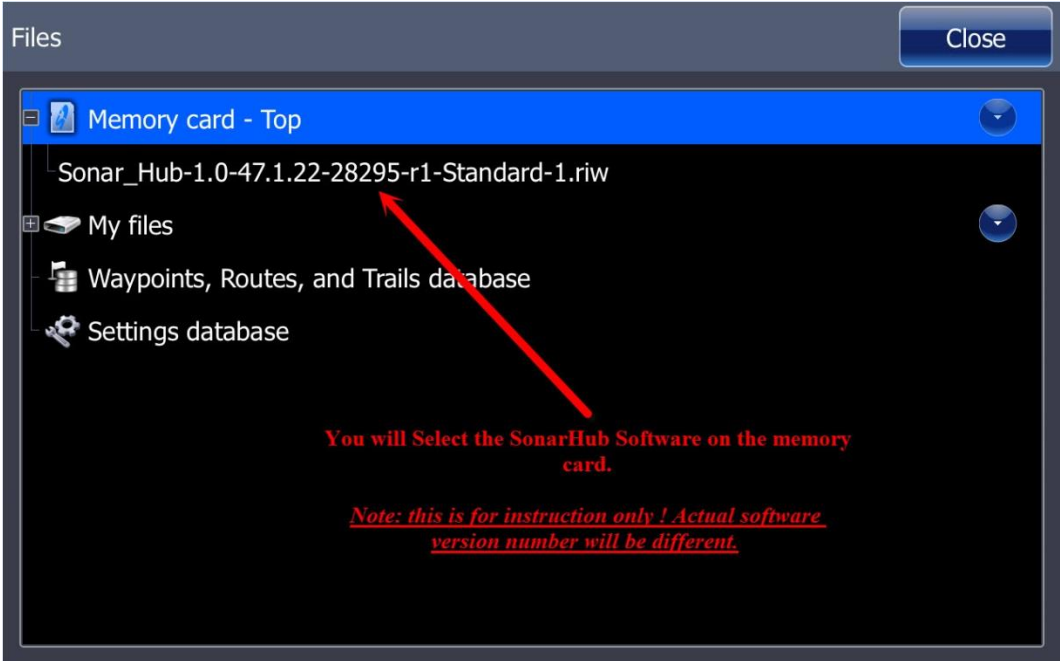 Files
Close
Memory card - Top
Sonar_Hub-1.0-47.1.22-28295-r1-Standard-1.riw
My files
Waypoints, Routes, and Trails database
Settings database
You will Select the SonarHub Software on the memory
card.
Note: this is for instruction only ! Actual software
version number will be different.